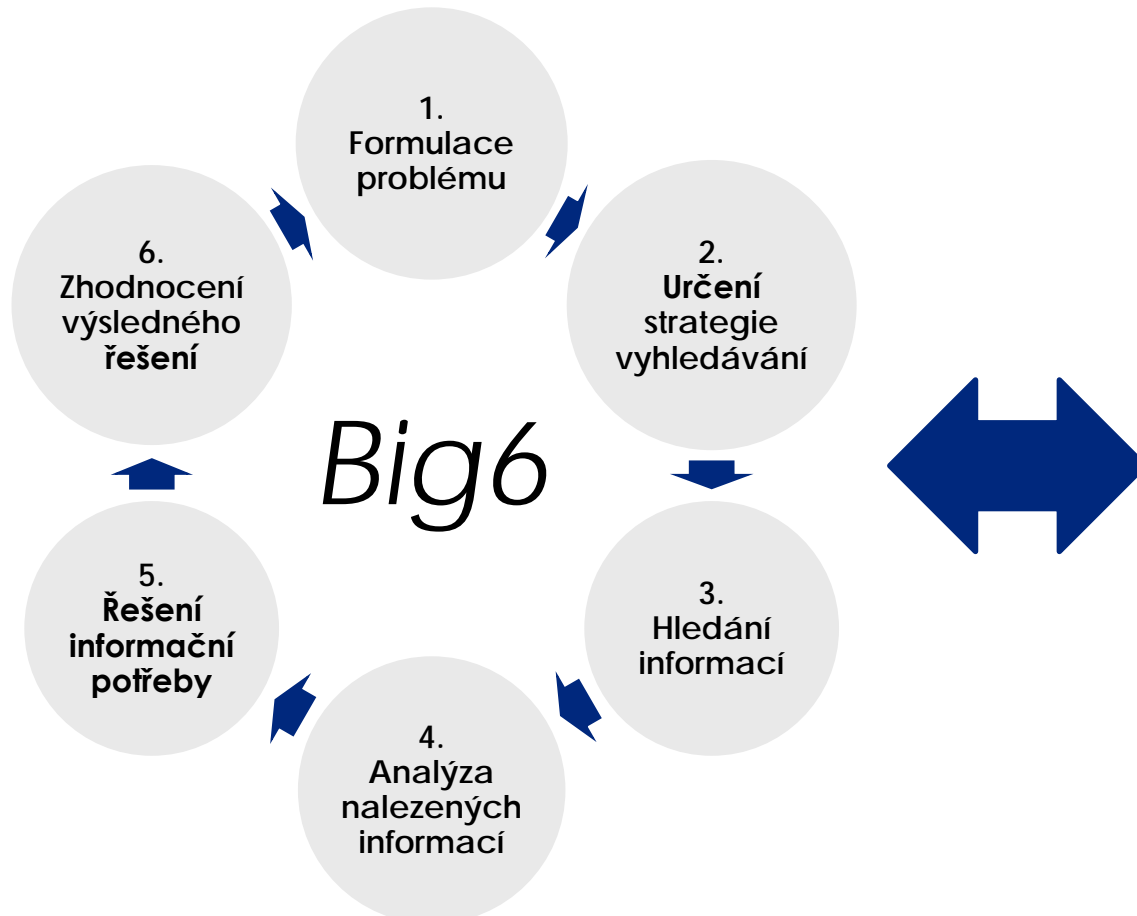 1.
Formulace
problému
2.
Určení
strategie
vyhledávání
3.
Hledání
informací
4.
Analýza
nalezených
informací
5.
Řešení
informační
potřeby
6.
Zhodnocení
výsledného
řešení
Big6